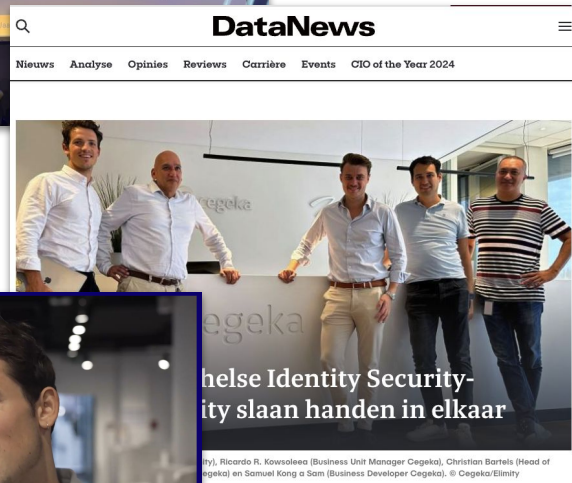 DataNews
Nieuws Analyse Opinies Reviews Carrière Events CIO of the Year 2024
cegeka
egeka
helse Identity Security-
ity slaan handen in elkaar
ity), Ricardo R. Kowsoleea (Business Unit Manager Cegeka), Christian Bartels (Head of
egeka) en Samuel Kong a Sam (Business Developer Cegeka). © Cegeka/Elimity